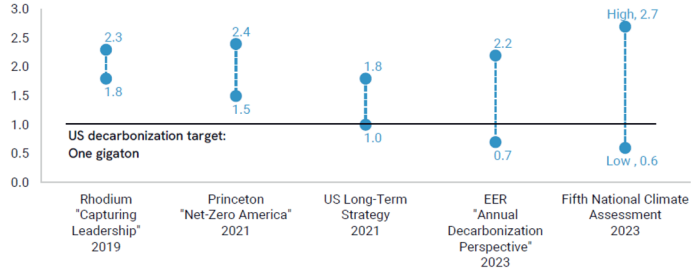 3.0
2.5
2.0
1.5
1.0
0.5
0.0
2.3
1.8
2.4
1.5
1.8
1.0
2.2
0.7
High, 2.7
Low , 0.6
US decarbonization target:
One gigaton
Rhodium
"Capturing
Leadership"
2019
Princeton
"Net-Zero America"
2021
US Long-Term
Strategy
2021
EER
"Annual
Decarbonization
Perspective"
2023
Fifth National Climate
Assessment
2023